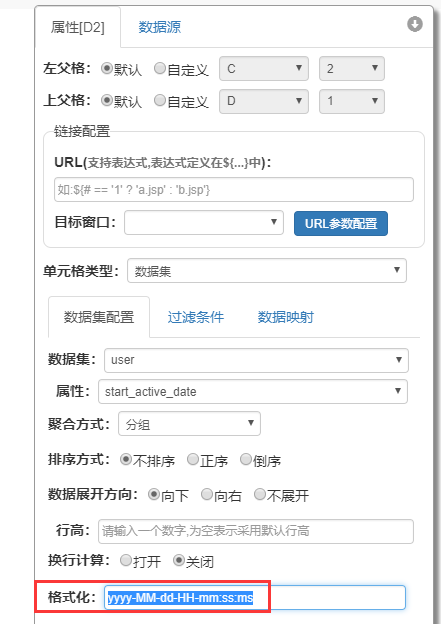 属性[D2] 数据源
左父格： 默认 自定义 C 2
上父格： 默认 自定义 D 1
链接配置
URL(支持表达式,表达式定义在${...}中)：
如:${# == '1' ? 'a.jsp' : 'b.jsp'}
目标窗口： URL参数配置
单元格类型： 数据集
数据集配置 过滤条件 数据映射
数据集： user
属性： start_active_date
聚合方式： 分组
排序方式： 不排序 正序 倒序
数据展开方向： 向下 向右 不展开
行高： 请输入一个数字,为空表示采用默认行高
换行计算： 打开 关闭
格式化： yyyy-MM-dd-HH-mm:ss:ms